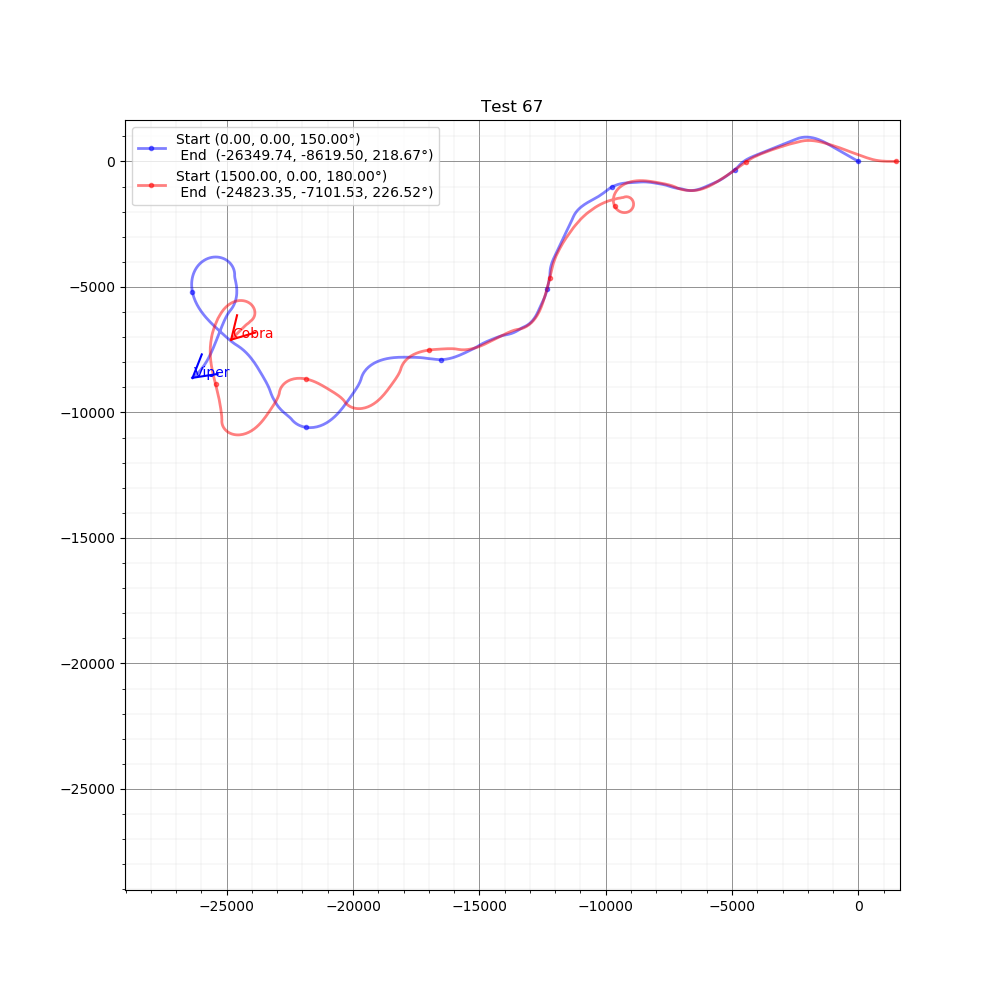 Test 67
Start (0.00, 0.00, 150.00°)
End  (-26349.74, -8619.50, 218.67°)
Start (1500.00, 0.00, 180.00°)
End  (-24823.35, -7101.53, 226.52°)
0
−5000
−10000
−15000
−20000
−25000
Cobra
Viper
−25000 −20000 −15000 −10000 −5000 0